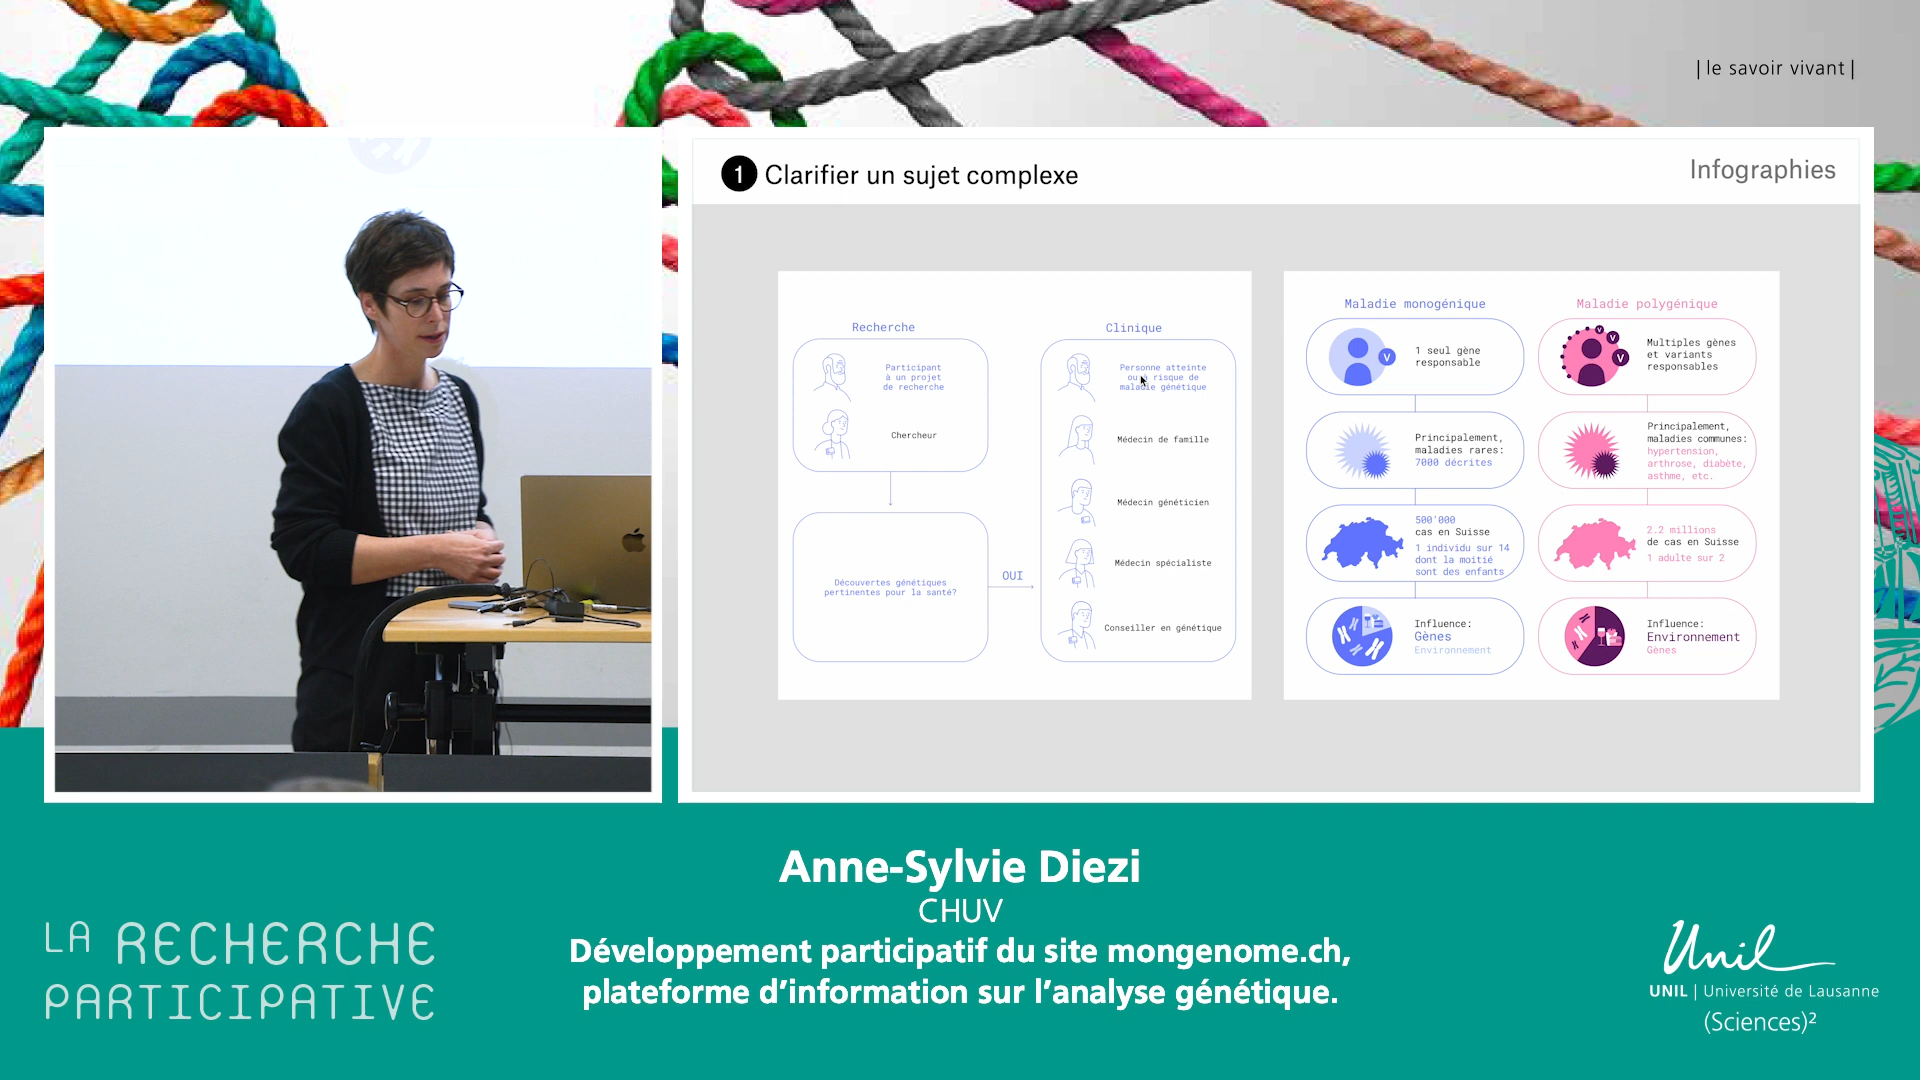 | le savoir vivant |
1 Clarifier un sujet complexe
Infographies
Recherche
Participant
à un projet
de recherche
Chercheur
Découvertes génétiques
pertinentes pour la santé?
OUI
Clinique
Personne atteinte
ou à risque de
maladie génétique
Médecin de famille
Médecin généticien
Médecin spécialiste
Conseiller en génétique
Maladie monogénique
V
1 seul gène
responsable
Principalement,
maladies rares:
7000 décrites
500'000
cas en Suisse
1 individu sur 14
dont la moitié
sont des enfants
Influence:
Gènes
Environnement
Maladie polygénique
V
V
V
Multiples gènes
et variants
responsables
Principalement,
maladies communes:
hypertension,
arthrose, diabète,
asthme, etc.
2.2 millions
de cas en Suisse
1 adulte sur 2
Influence:
Environnement
Gènes
Anne-Sylvie Diezi
CHUV
Développement participatif du site mongenome.ch,
plateforme d’information sur l’analyse génétique.
LA RECHERCHE
PARTICIPATIVE
Unil
UNIL | Université de Lausanne
(Sciences)²